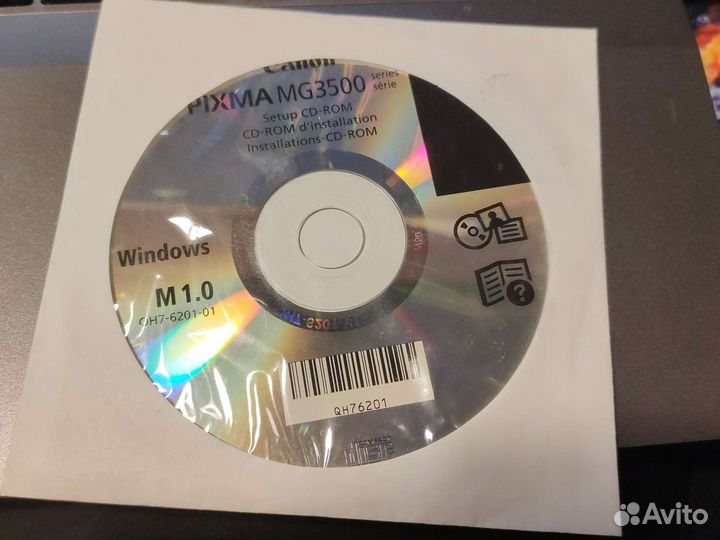 Canon
PIXMA MG3500 series
série
Setup CD-ROM
CD-ROM d'installation
Installations-CD-ROM
Windows
M 1.0
QH7-6201-01
QH76201
Avito